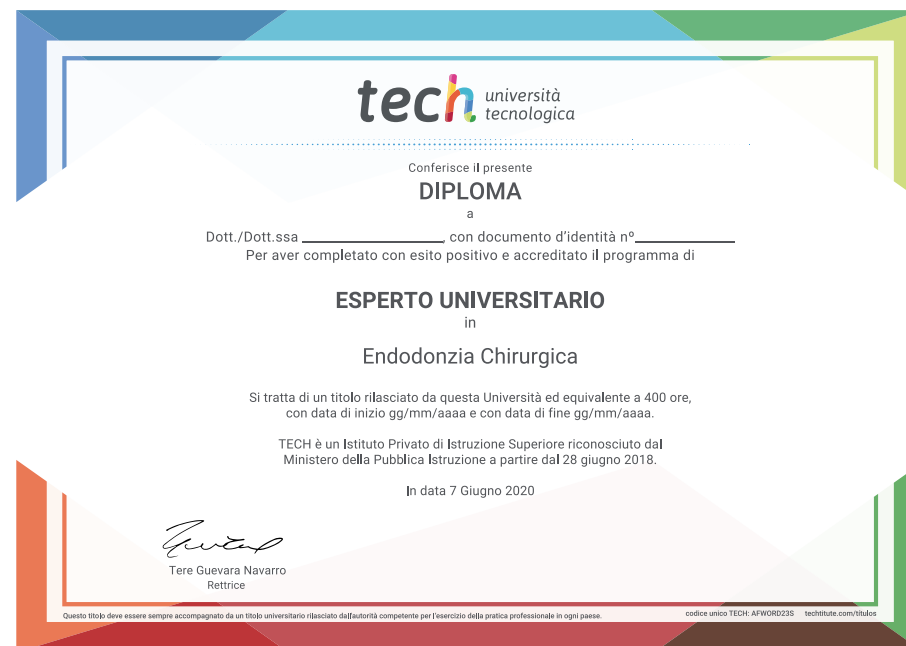 tech università
tecnologica
Conferisce il presente
DIPLOMA
a
Dott./Dott.ssa ____________________, con documento d'identità nº______________
Per aver completato con esito positivo e accreditato il programma di
ESPERTO UNIVERSITARIO
in
Endodonzia Chirurgica
Si tratta di un titolo rilasciato da questa Università ed equivalente a 400 ore,
con data di inizio gg/mm/aaaa e con data di fine gg/mm/aaaa.
TECH è un Istituto Privato di Istruzione Superiore riconosciuto dal
Ministero della Pubblica Istruzione a partire dal 28 giugno 2018.
In data 7 Giugno 2020
Tere Guevara Navarro
Rettrice
Questo titolo deve essere sempre accompagnato da un titolo universitario rilasciato dall'autorità competente per l'esercizio della pratica professionale in ogni paese.
codice unico TECH: AFWORD23S techtitute.com/titulos